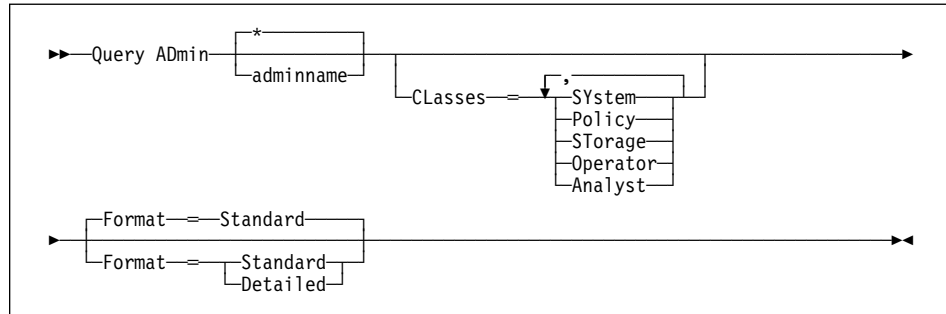 *
Query ADmin
adminname
,
CLasses = SYstem
Policy
STorage
Operator
Analyst
Format = Standard
Format = Standard
Detailed